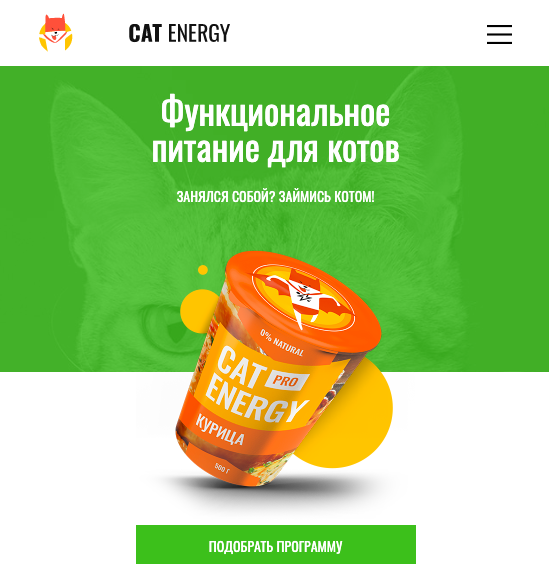 CAT ENERGY
Функциональное
питание для котов
ЗАНЯЛСЯ СОБОЙ? ЗАЙМИСЬ КОТОМ!
0% NATURAL
CAT PRO
ENERGY
КУРИЦА
500 Г
ПОДОБРАТЬ ПРОГРАММУ